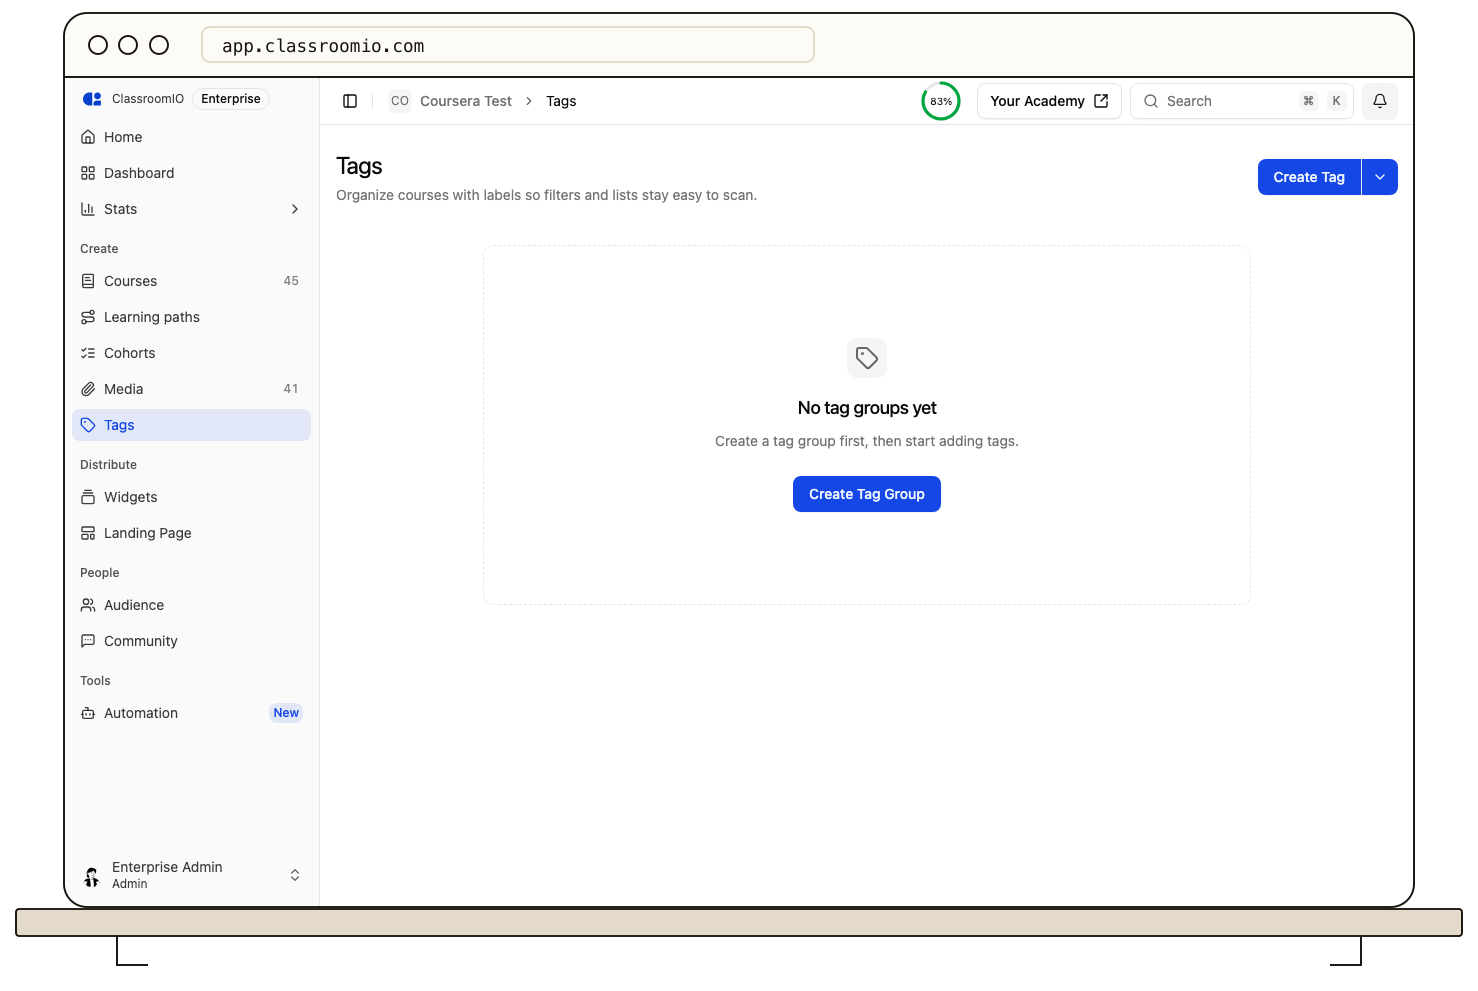 app.classroomio.com
ClassroomIO Enterprise
CO Coursera Test > Tags
83%
Your Academy
Search ⌘ K
Home
Dashboard
Stats
Create
Courses 45
Learning paths
Cohorts
Media 41
Tags
Distribute
Widgets
Landing Page
People
Audience
Community
Tools
Automation New
Enterprise Admin
Admin
Tags
Organize courses with labels so filters and lists stay easy to scan.
Create Tag
No tag groups yet
Create a tag group first, then start adding tags.
Create Tag Group